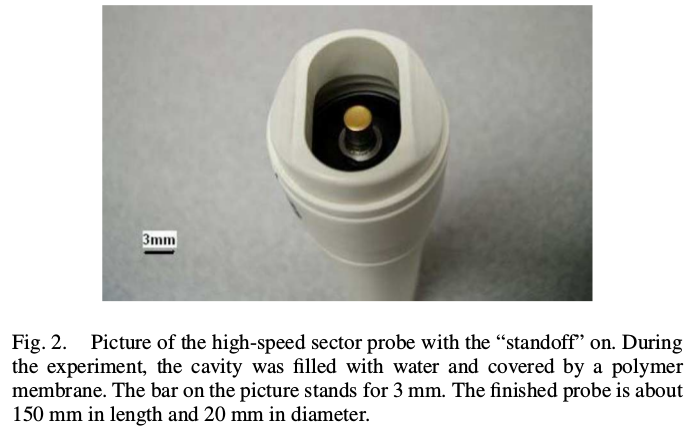 3mm
Fig. 2. Picture of the high-speed sector probe with the “standoff” on. During
the experiment, the cavity was filled with water and covered by a polymer
membrane. The bar on the picture stands for 3 mm. The finished probe is about
150 mm in length and 20 mm in diameter.